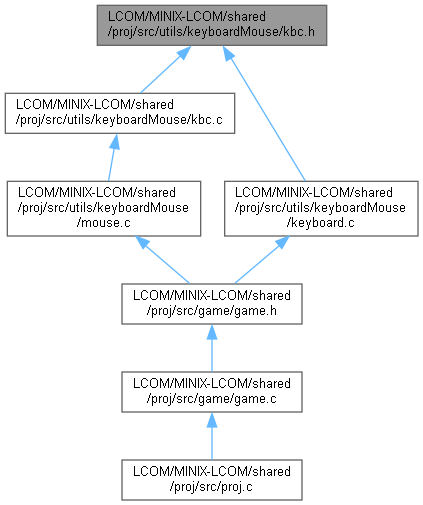 LCOM/MINIX-LCOM/shared
/proj/src/utils/keyboardMouse/kbc.h
LCOM/MINIX-LCOM/shared
/proj/src/utils/keyboardMouse/kbc.c
LCOM/MINIX-LCOM/shared
/proj/src/utils/keyboardMouse
/mouse.c
LCOM/MINIX-LCOM/shared
/proj/src/utils/keyboardMouse
/keyboard.c
LCOM/MINIX-LCOM/shared
/proj/src/game/game.h
LCOM/MINIX-LCOM/shared
/proj/src/game/game.c
LCOM/MINIX-LCOM/shared
/proj/src/proj.c